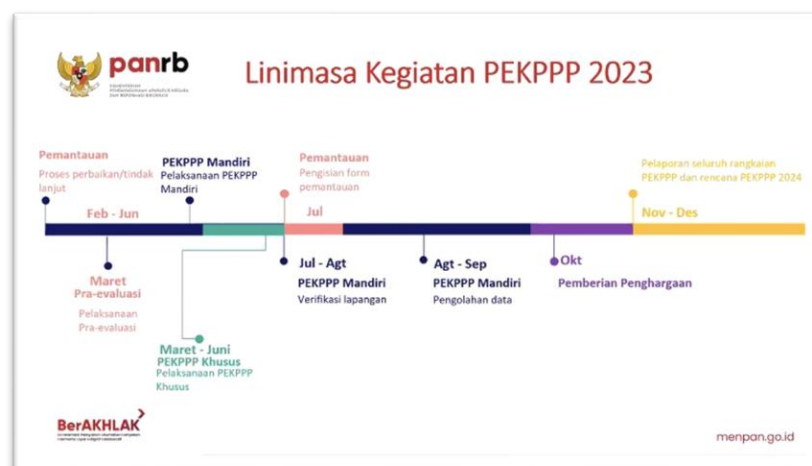 panrb
Linimasa Kegiatan PEKPPP 2023
Pemantauan
Proses perbaikan/tindak
lanjut
PEKPPP Mandiri
Pelaksanaan PEKPPP
Mandiri
Pemantauan
Pengisian form
pemantauan
Pelaporan seluruh rangkaian
PEKPPP dan rencana PEKPPP 2024
Feb - Jun
Jul
Nov - Des
Maret
Pra-evaluasi
Pelaksanaan
Pra-evaluasi
Jul - Agt
PEKPPP Mandiri
Verifikasi lapangan
Agt - Sep
PEKPPP Mandiri
Pengolahan data
Okt
Pemberian Penghargaan
Maret - Juni
PEKPPP Khusus
Pelaksanaan PEKPPP
Khusus
BerAKHLAK
menpan.go.id